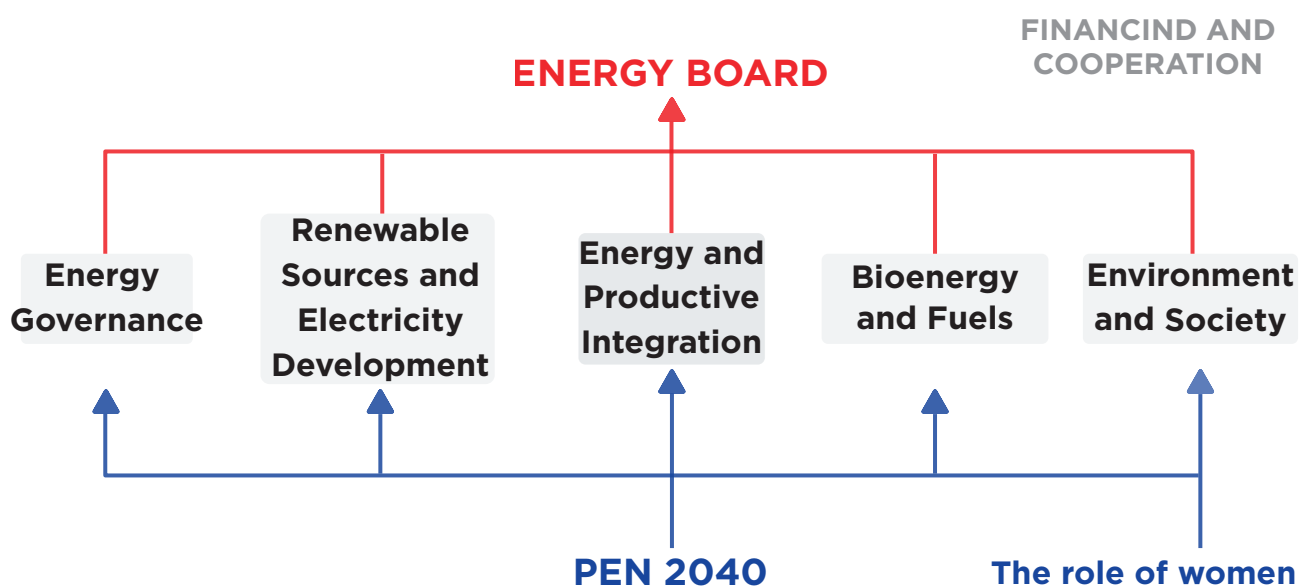 FINANCIND AND
COOPERATION
ENERGY BOARD
Energy
Governance
Renewable
Sources and
Electricity
Development
Energy and
Productive
Integration
Bioenergy
and Fuels
Environment
and Society
PEN 2040
The role of women